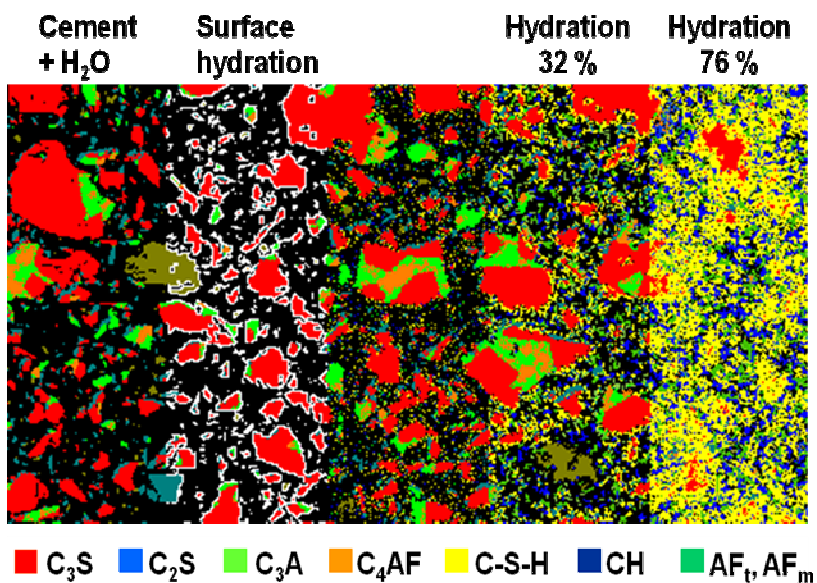 Cement + H₂O
Surface hydration
Hydration 32 %
Hydration 76 %
C₃S C₂S C₃A C₄AF C-S-H CH AFₜ, AFₘ